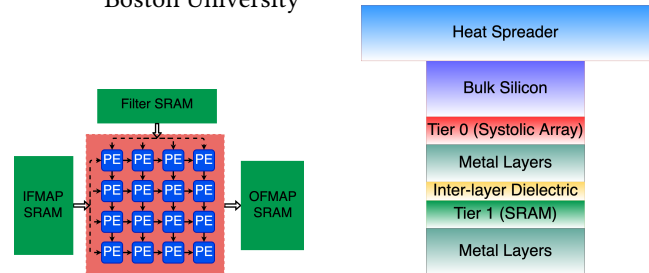 Boston University
Filter SRAM
IFMAP
SRAM
PE PE PE PE
PE PE PE PE
PE PE PE PE
PE PE PE PE
OFMAP
SRAM
Heat Spreader
Bulk Silicon
Tier 0 (Systolic Array)
Metal Layers
Inter-layer Dielectric
Tier 1 (SRAM)
Metal Layers